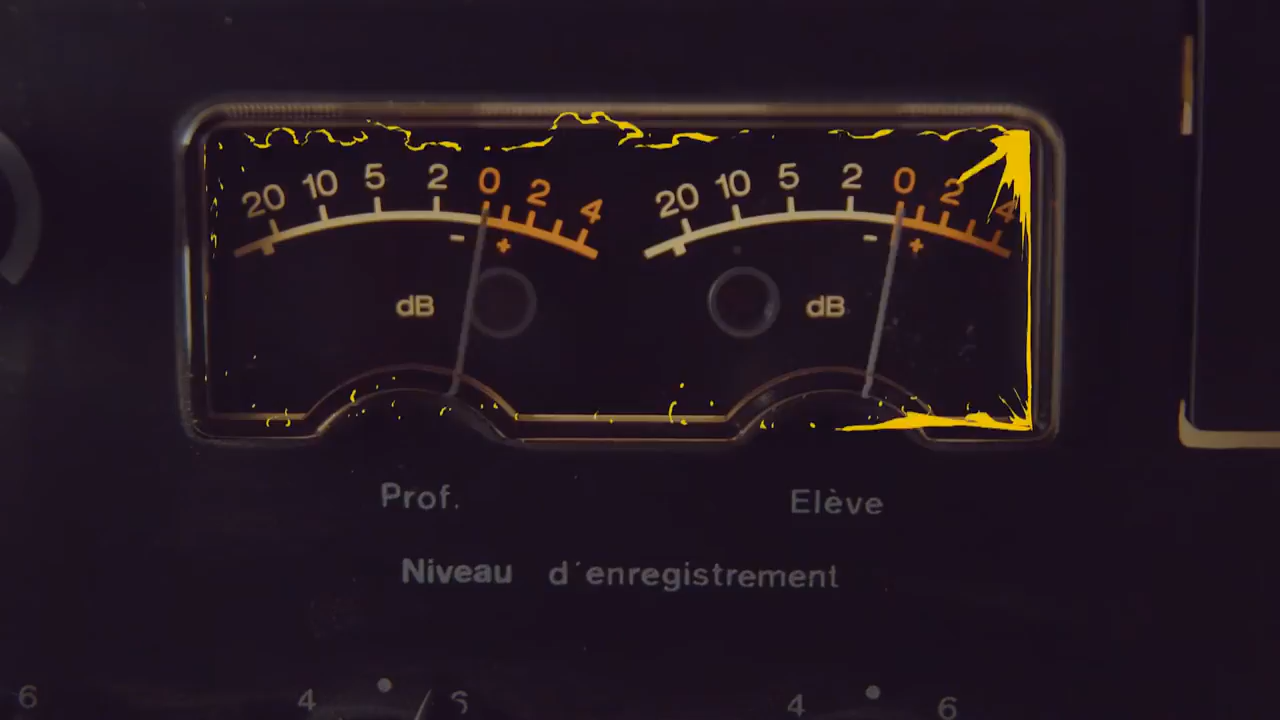 20 10 5 2 0 2 4 20 10 5 2 0 2 4
- + - +
dB dB
Prof. Elève
Niveau d'enregistrement
6 4 4 6